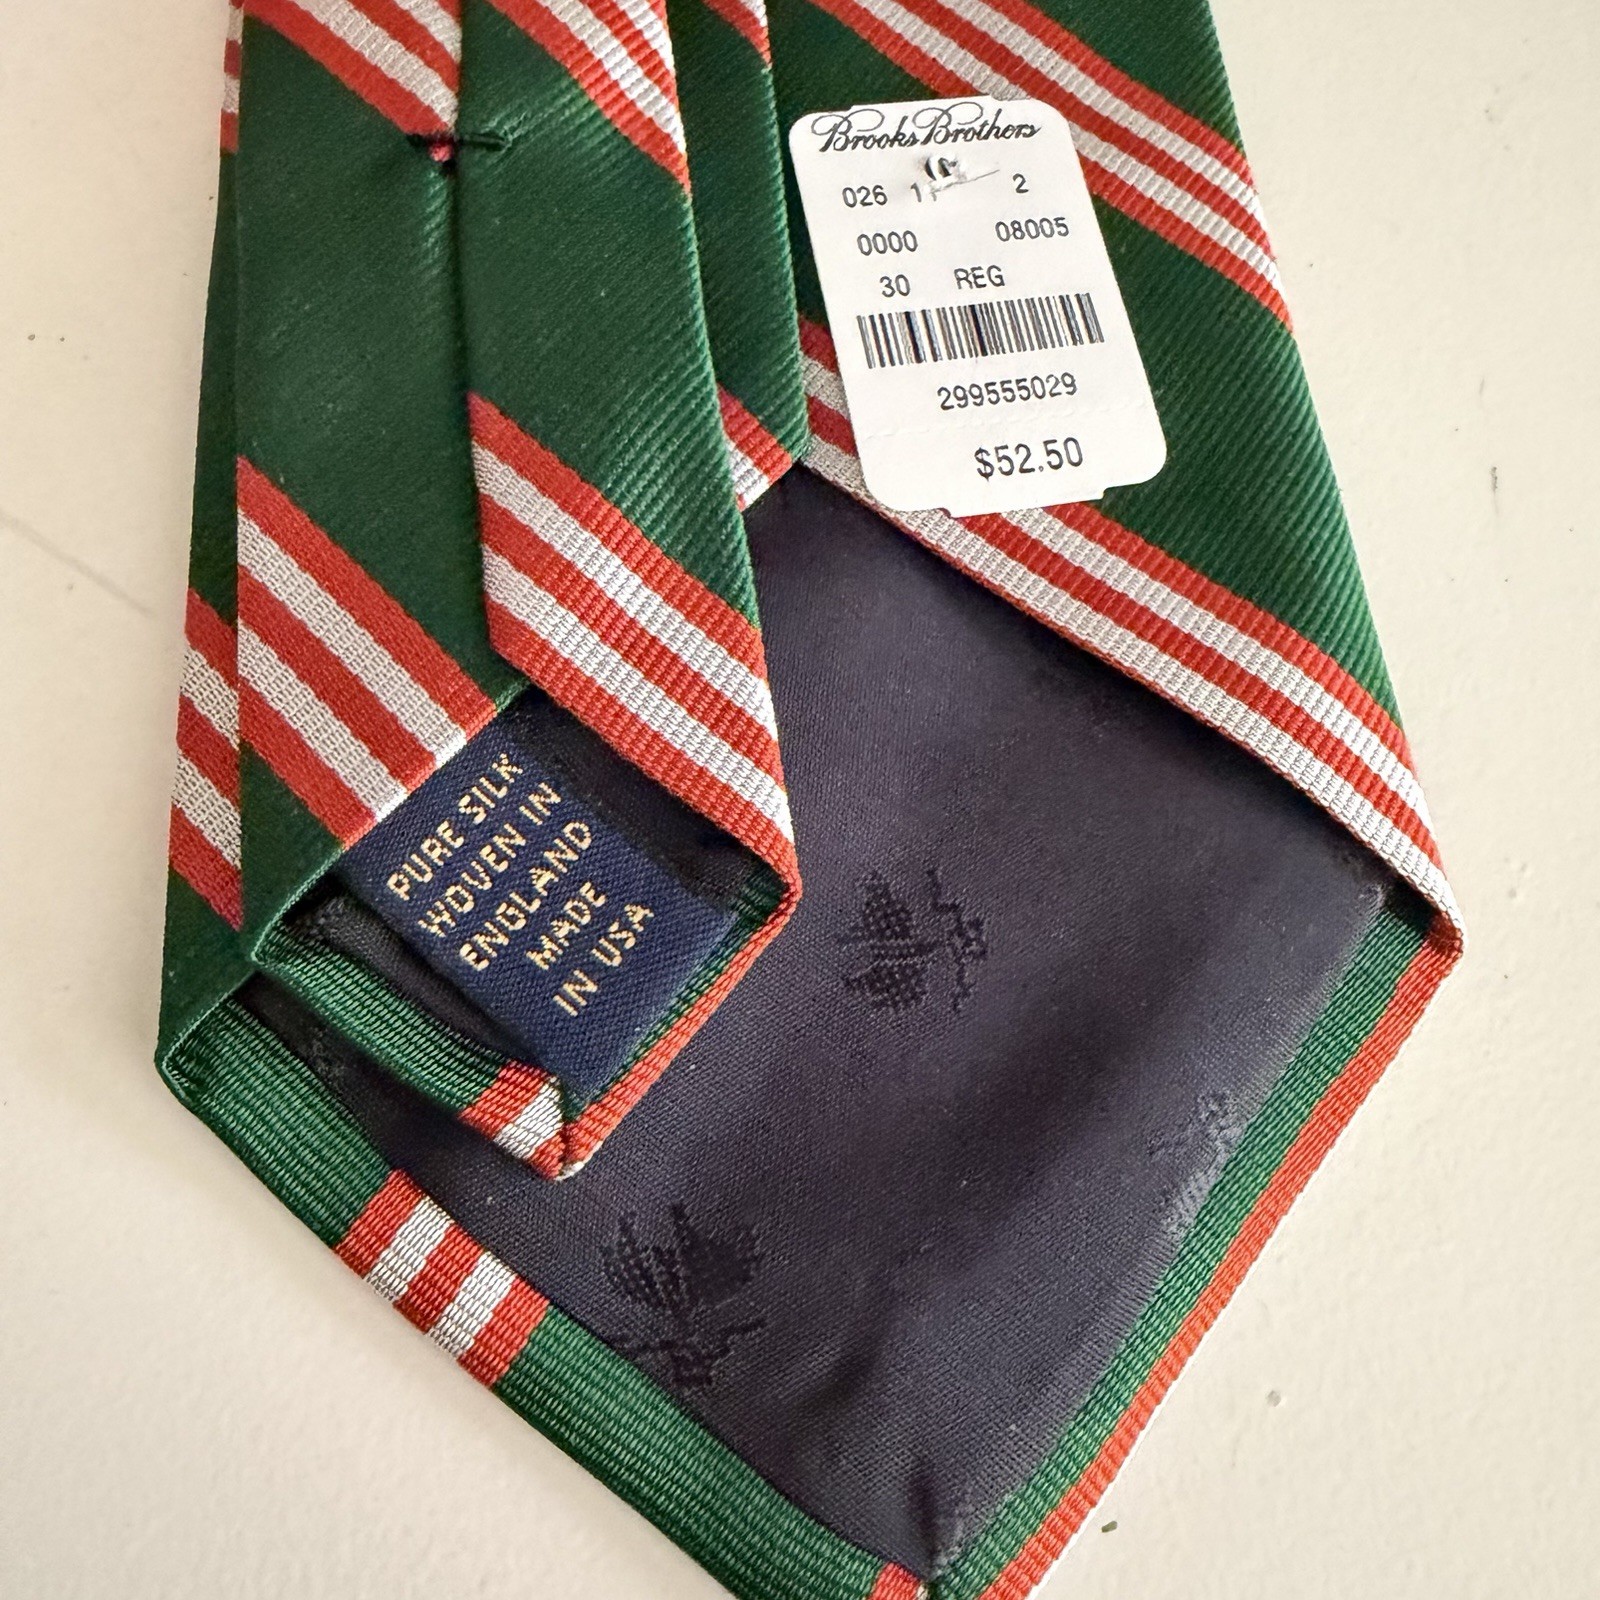 Brooks Brothers
026 1 2
0000 08005
30 REG
299555029
$52.50
PURE SILK
WOVEN IN
ENGLAND
MADE
IN USA